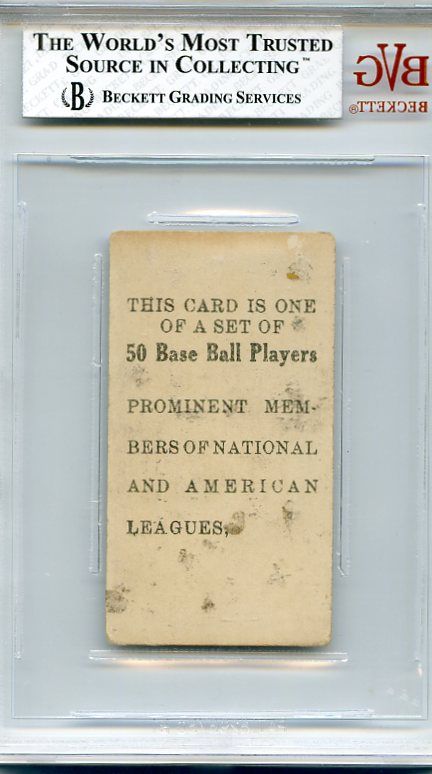 THE WORLD'S MOST TRUSTED
SOURCE IN COLLECTING™
B BECKETT GRADING SERVICES
BVG
BECKETT®
THIS CARD IS ONE
OF A SET OF
50 Base Ball Players
PROMINENT MEM-
BERS OF NATIONAL
AND AMERICAN
LEAGUES,